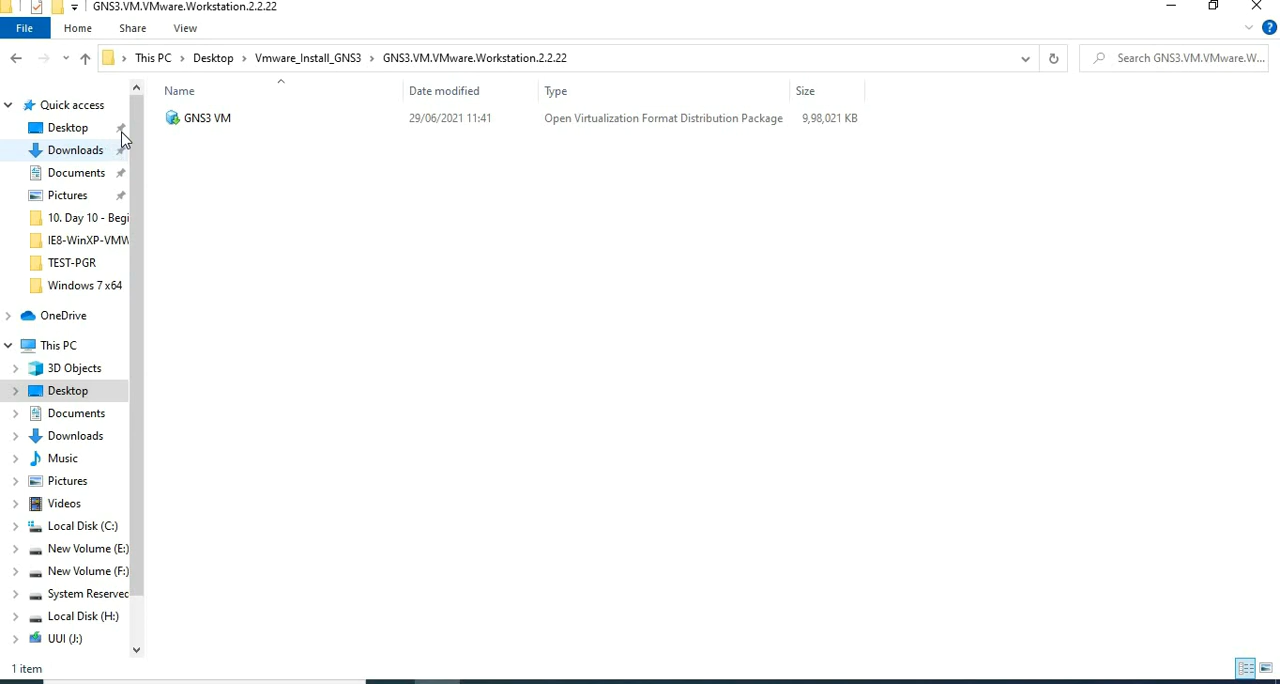 GNS3.VM.VMware.Workstation.2.2.22
File Home Share View
This PC > Desktop > Vmware_Install_GNS3 > GNS3.VM.VMware.Workstation.2.2.22
Search GNS3.VM.VMware.W...
Name Date modified Type Size
GNS3 VM 29/06/2021 11:41 Open Virtualization Format Distribution Package 9,98,021 KB
Quick access
Desktop
Downloads
Documents
Pictures
10. Day 10 - Begi
IE8-WinXP-VMW
TEST-PGR
Windows 7 x64
OneDrive
This PC
3D Objects
Desktop
Documents
Downloads
Music
Pictures
Videos
Local Disk (C:)
New Volume (E:)
New Volume (F:)
System Reserved
Local Disk (H:)
UUI (J:)
1 item